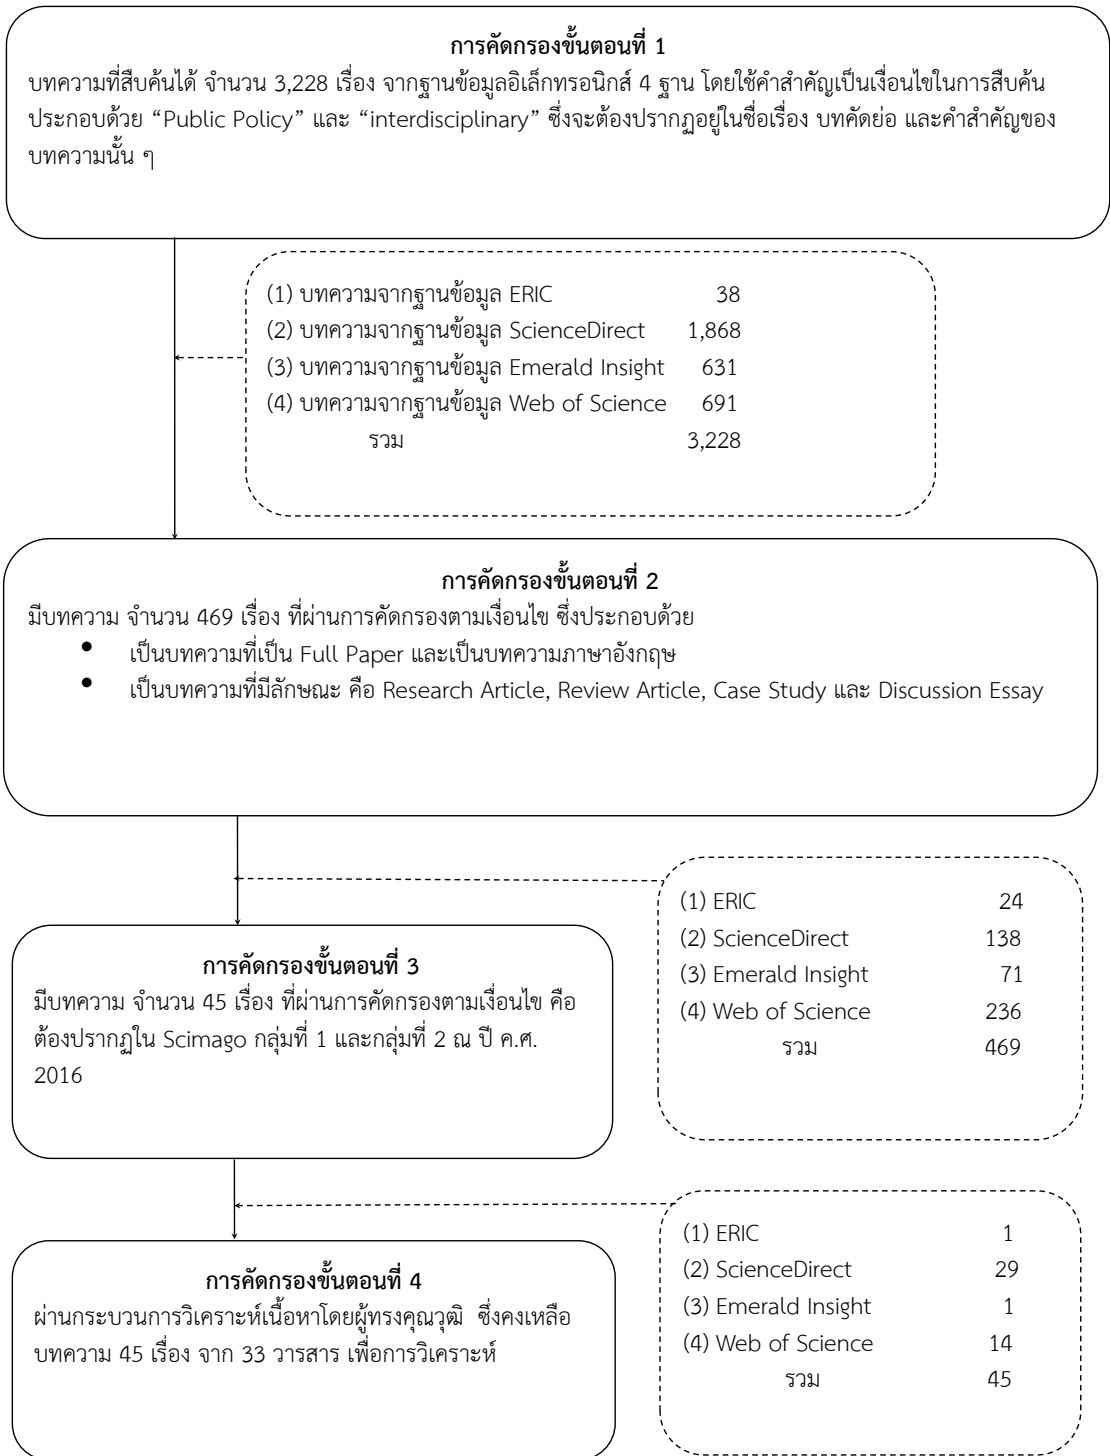 การคัดกรองขั้นตอนที่ 1
บทความที่สืบค้นได้ จำนวน 3,228 เรื่อง จากฐานข้อมูลอิเล็กทรอนิกส์ 4 ฐาน โดยใช้คำสำคัญเป็นเงื่อนไขในการสืบค้น
ประกอบด้วย “Public Policy” และ “interdisciplinary” ซึ่งจะต้องปรากฏอยู่ในชื่อเรื่อง บทคัดย่อ และคำสำคัญของ
บทความนั้น ๆ
(1) บทความจากฐานข้อมูล ERIC 38
(2) บทความจากฐานข้อมูล ScienceDirect 1,868
(3) บทความจากฐานข้อมูล Emerald Insight 631
(4) บทความจากฐานข้อมูล Web of Science 691
รวม 3,228
การคัดกรองขั้นตอนที่ 2
มีบทความ จำนวน 469 เรื่อง ที่ผ่านการคัดกรองตามเงื่อนไข ซึ่งประกอบด้วย
• เป็นบทความที่เป็น Full Paper และเป็นบทความภาษาอังกฤษ
• เป็นบทความที่มีลักษณะ คือ Research Article, Review Article, Case Study และ Discussion Essay
(1) ERIC 24
(2) ScienceDirect 138
(3) Emerald Insight 71
(4) Web of Science 236
รวม 469
การคัดกรองขั้นตอนที่ 3
มีบทความ จำนวน 45 เรื่อง ที่ผ่านการคัดกรองตามเงื่อนไข คือ
ต้องปรากฏใน Scimago กลุ่มที่ 1 และกลุ่มที่ 2 ณ ปี ค.ศ.
2016
(1) ERIC 1
(2) ScienceDirect 29
(3) Emerald Insight 1
(4) Web of Science 14
รวม 45
การคัดกรองขั้นตอนที่ 4
ผ่านกระบวนการวิเคราะห์เนื้อหาโดยผู้ทรงคุณวุฒิ ซึ่งคงเหลือ
บทความ 45 เรื่อง จาก 33 วารสาร เพื่อการวิเคราะห์